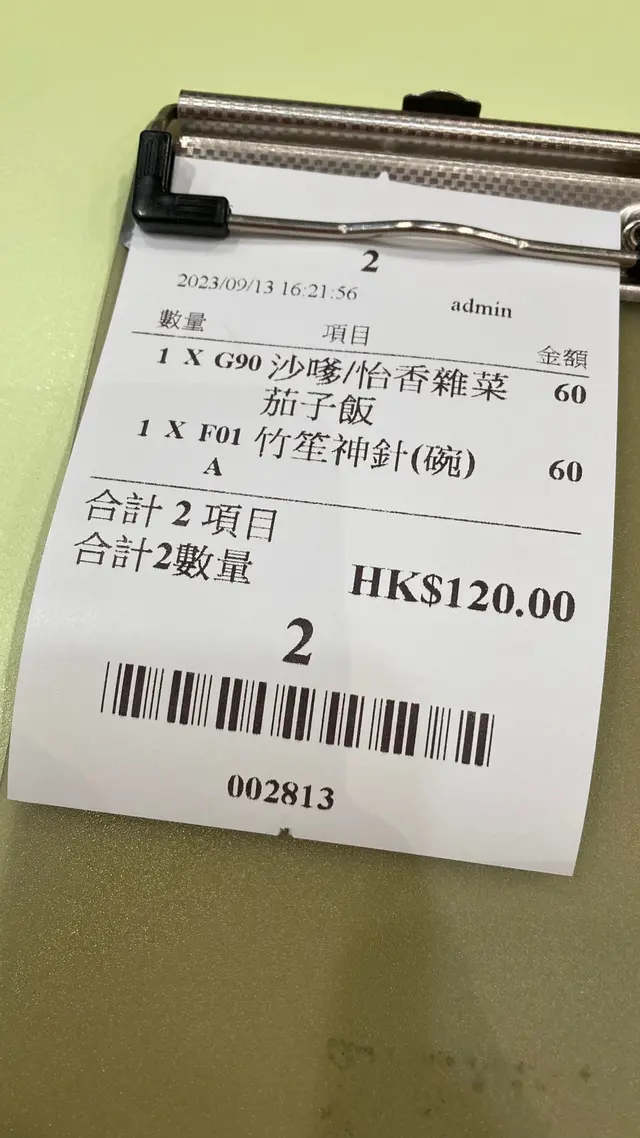 2
2023/09/13 16:21:56 admin
數量 項目 金額
1 X G90 沙嗲/怡香雜菜 60
茄子飯
1 X F01 竹笙神針(碗) 60
A
合計 2 項目
合計2數量 HK$120.00
2
002813